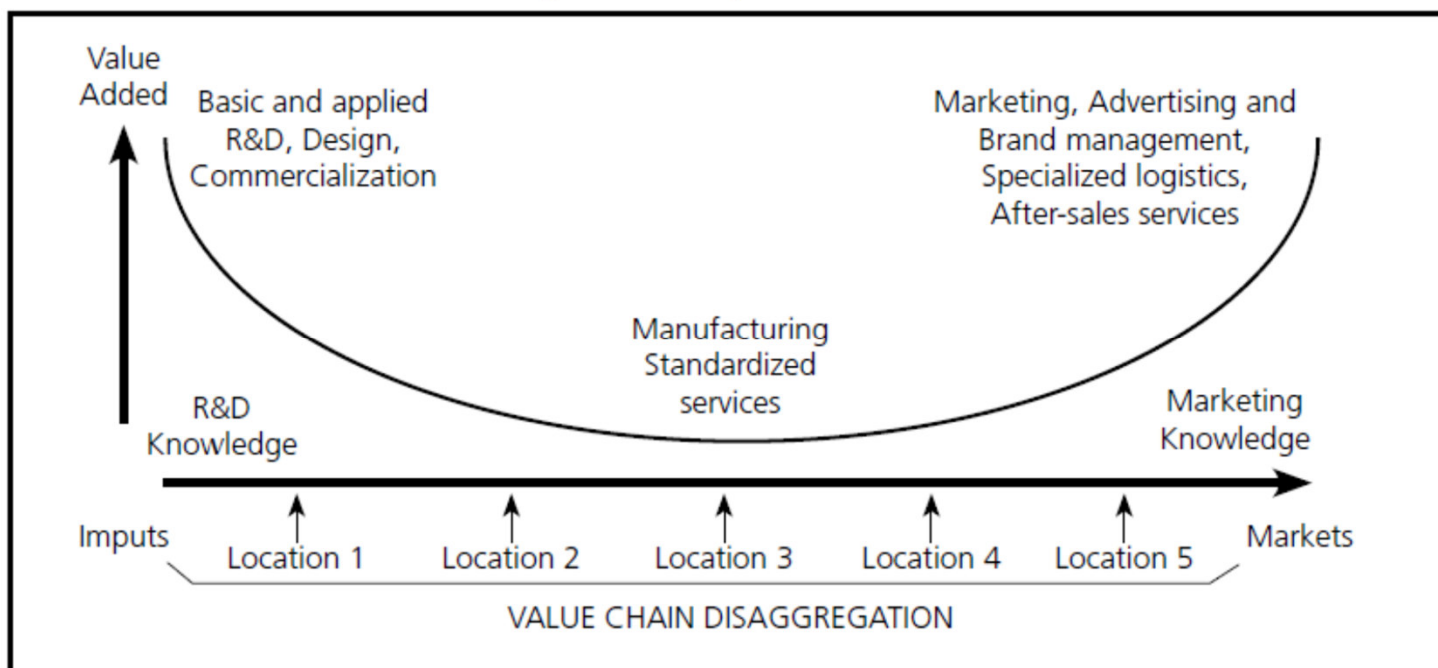 Value
Added
Basic and applied
R&D, Design,
Commercialization
Marketing, Advertising and
Brand management,
Specialized logistics,
After-sales services
Manufacturing
Standardized
services
R&D
Knowledge
Marketing
Knowledge
Imputs
Location 1
Location 2
Location 3
Location 4
Location 5
Markets
VALUE CHAIN DISAGGREGATION